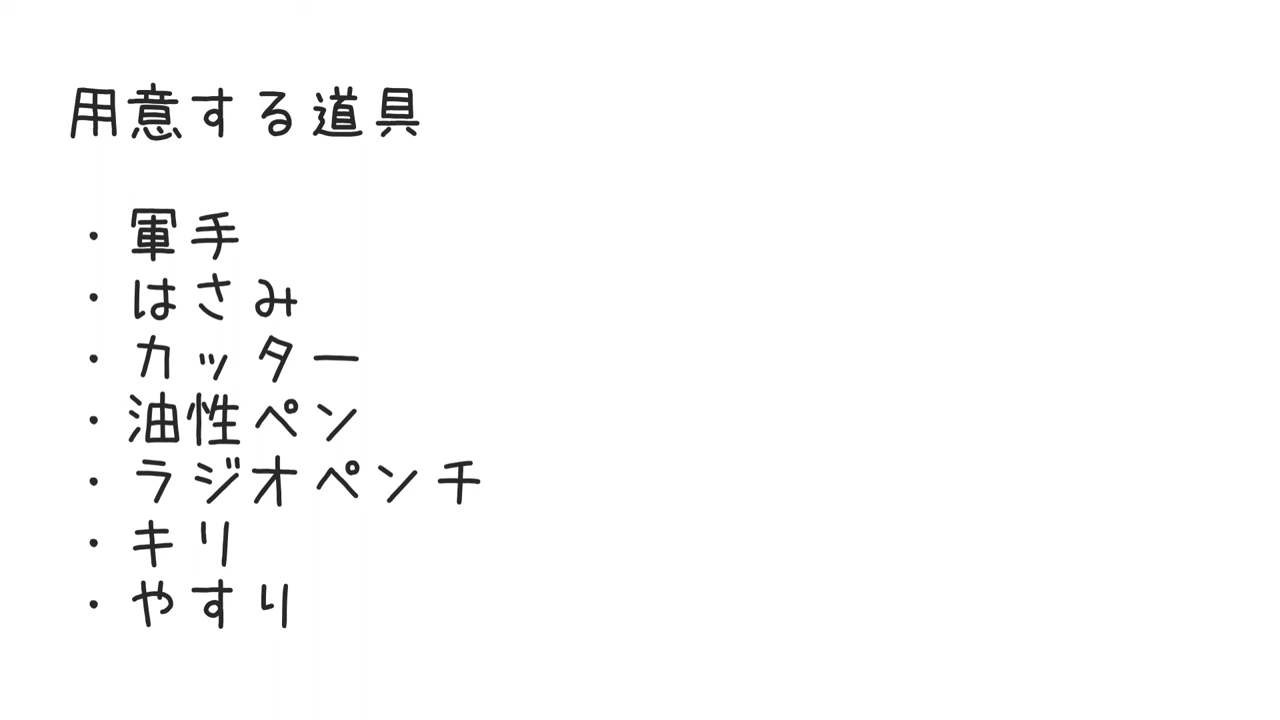 用意する道具
・軍手
・はさみ
・カッター
・油性ペン
・ラジオペンチ
・キリ
・やすり